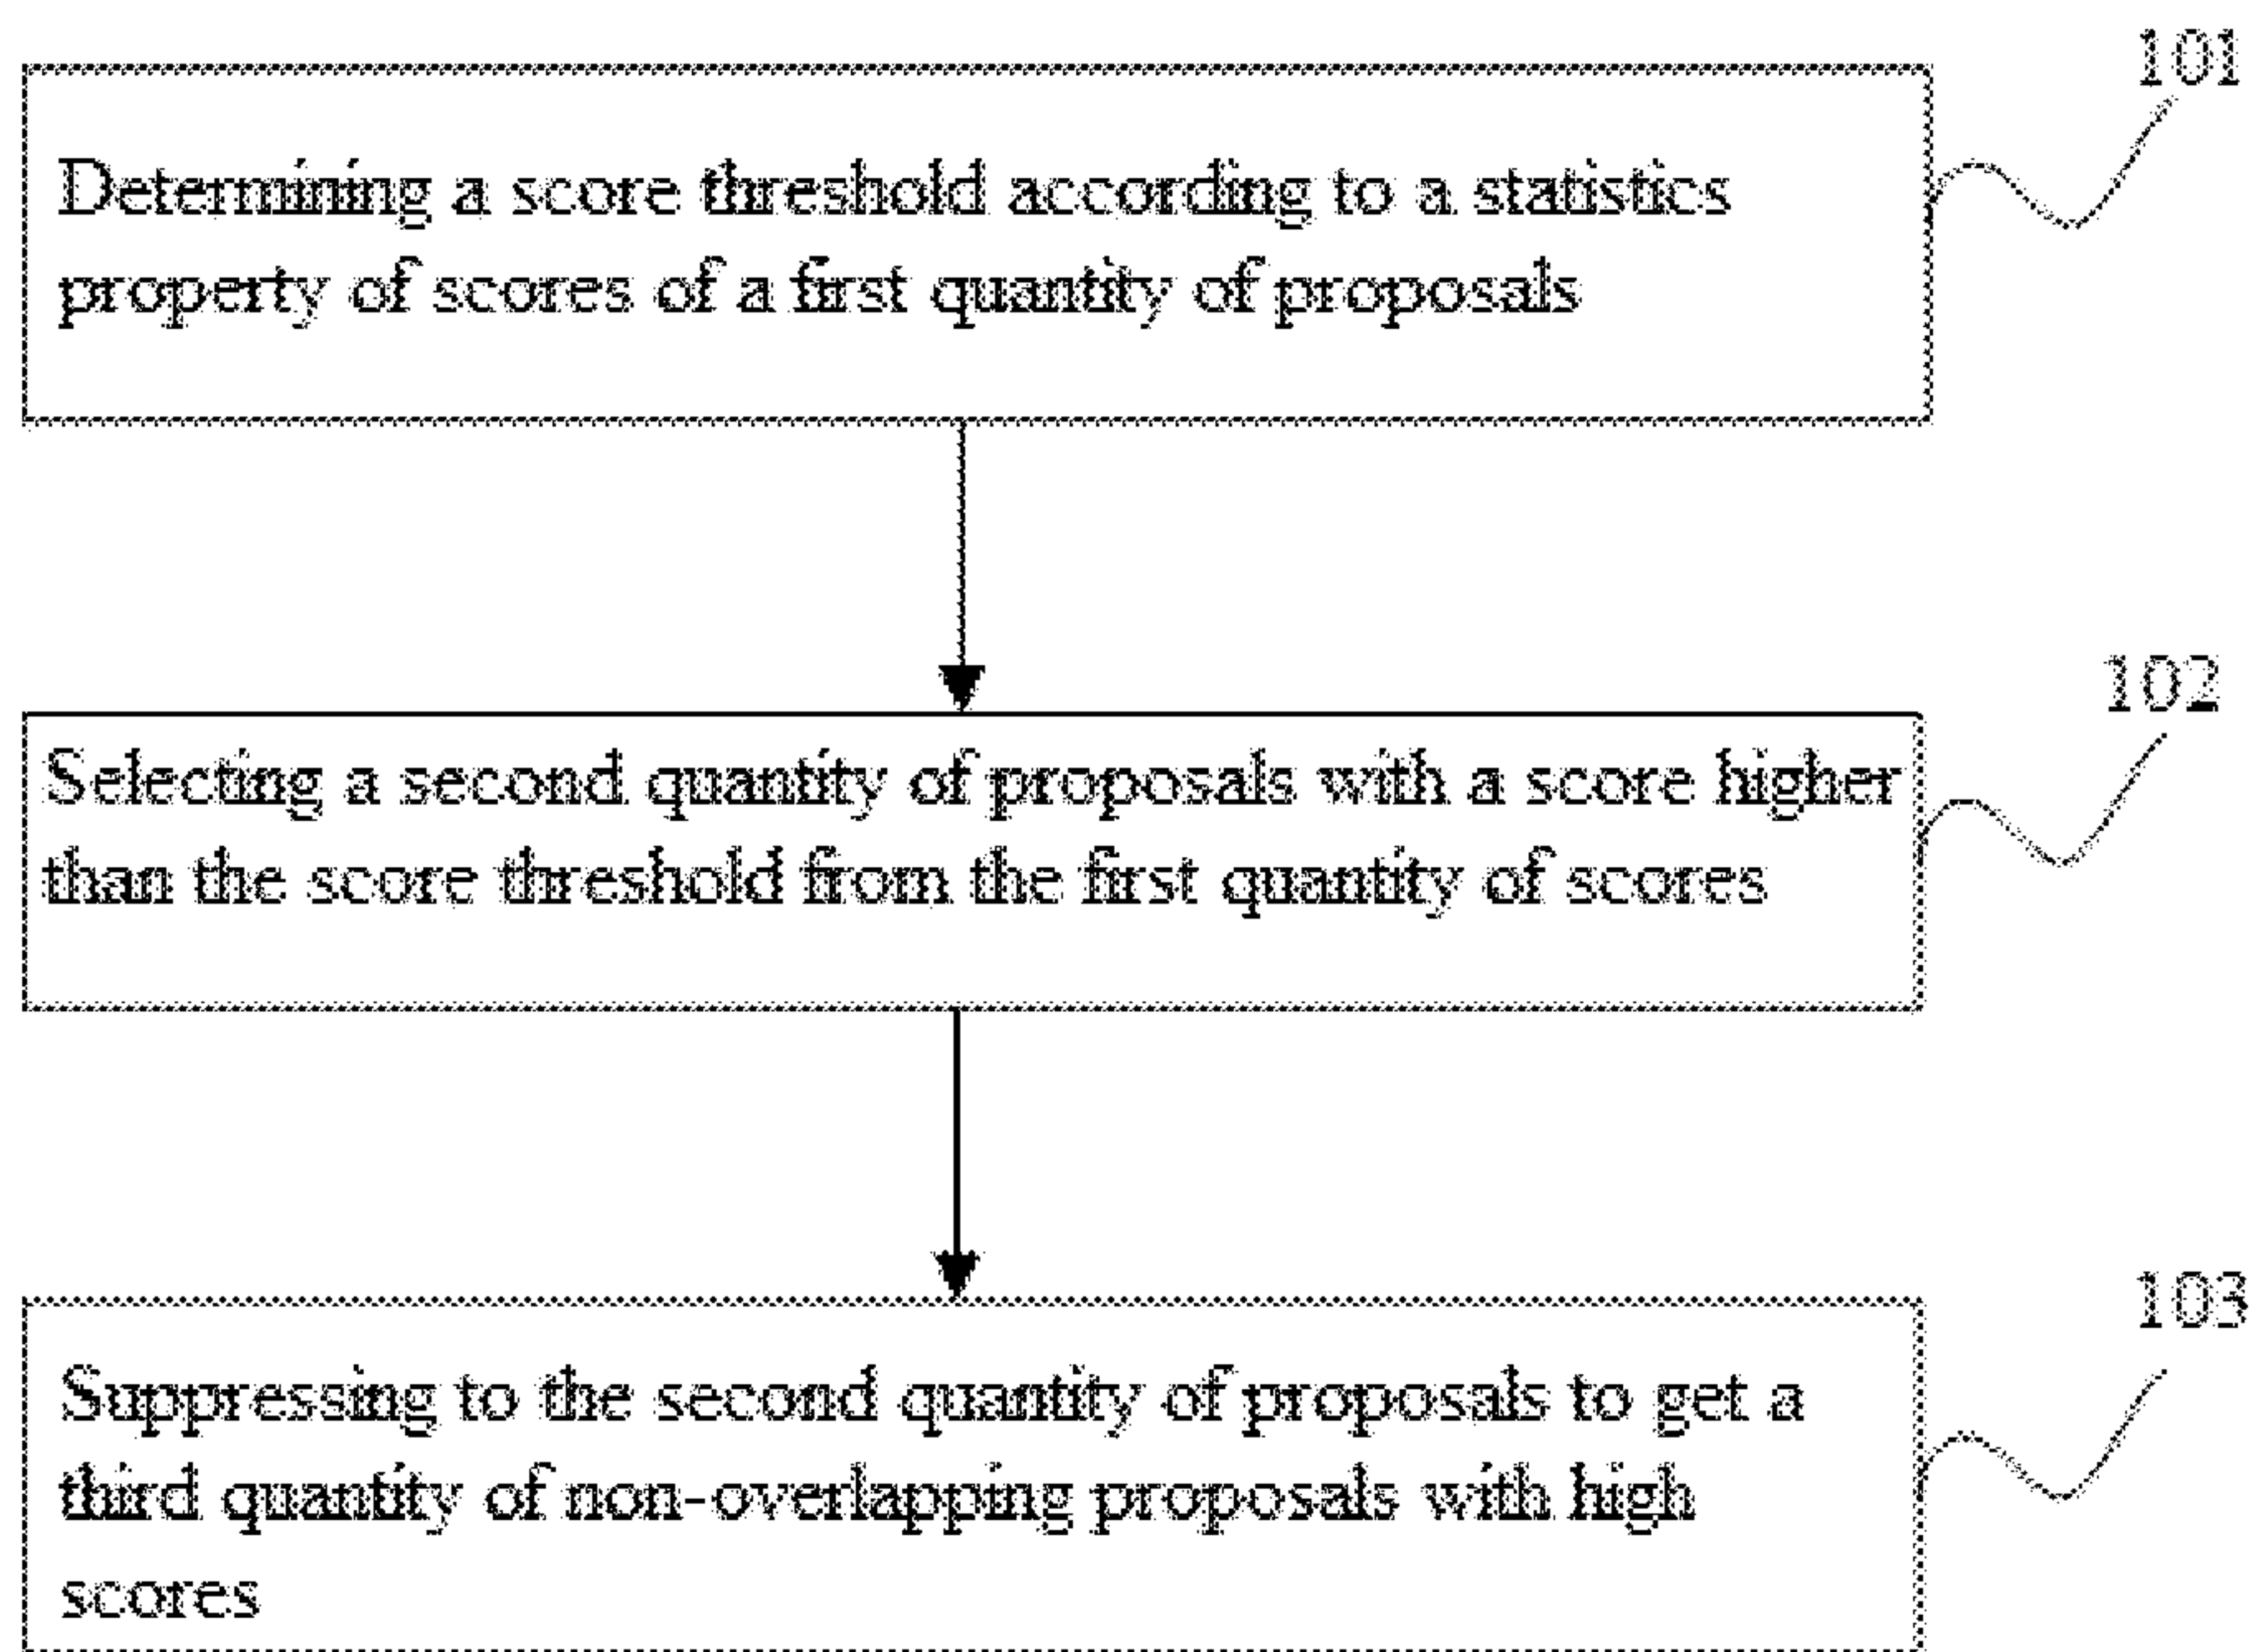 101
Determining a score threshold according to a statistics
property of scores of a first quantity of proposals
102
Selecting a second quantity of proposals with a score higher
than the score threshold from the first quantity of scores
103
Suppressing to the second quantity of proposals to get a
third quantity of non-overlapping proposals with high
scores